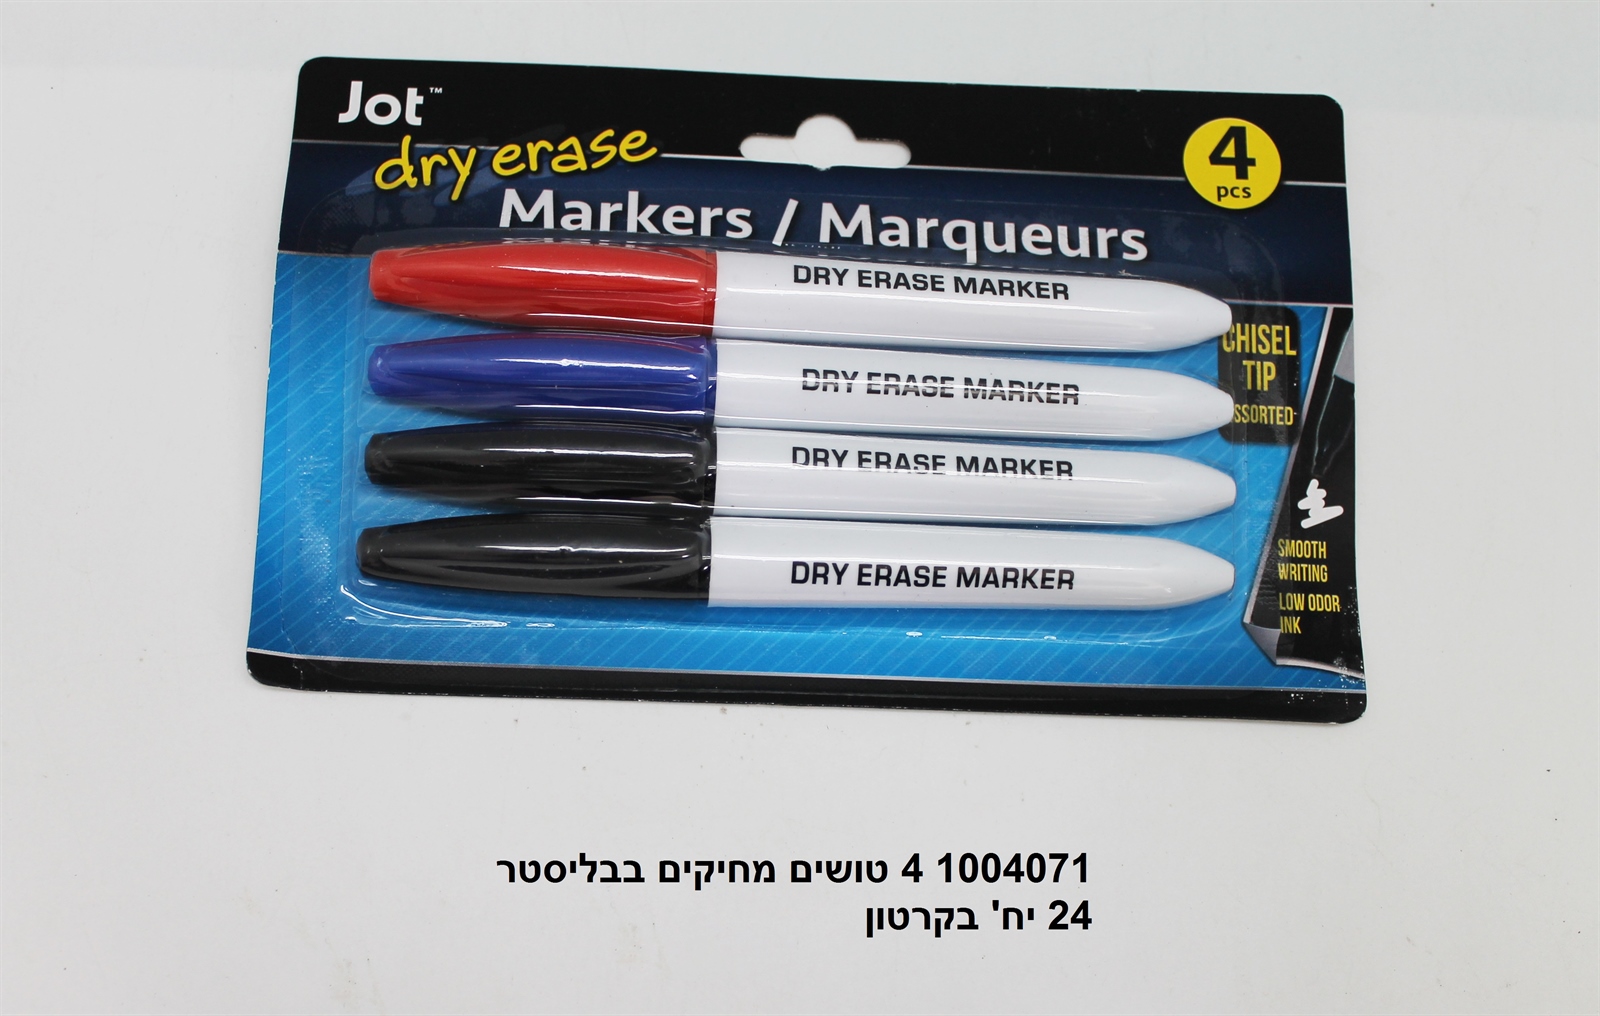 Jot™
dry erase
Markers / Marqueurs
4
pcs
DRY ERASE MARKER
DRY ERASE MARKER
DRY ERASE MARKER
DRY ERASE MARKER
CHISEL
TIP
SSORTED
SMOOTH
WRITING
LOW ODOR
INK
1004071 4 טושים מחיקים בבליסטר
24 יח' בקרטון